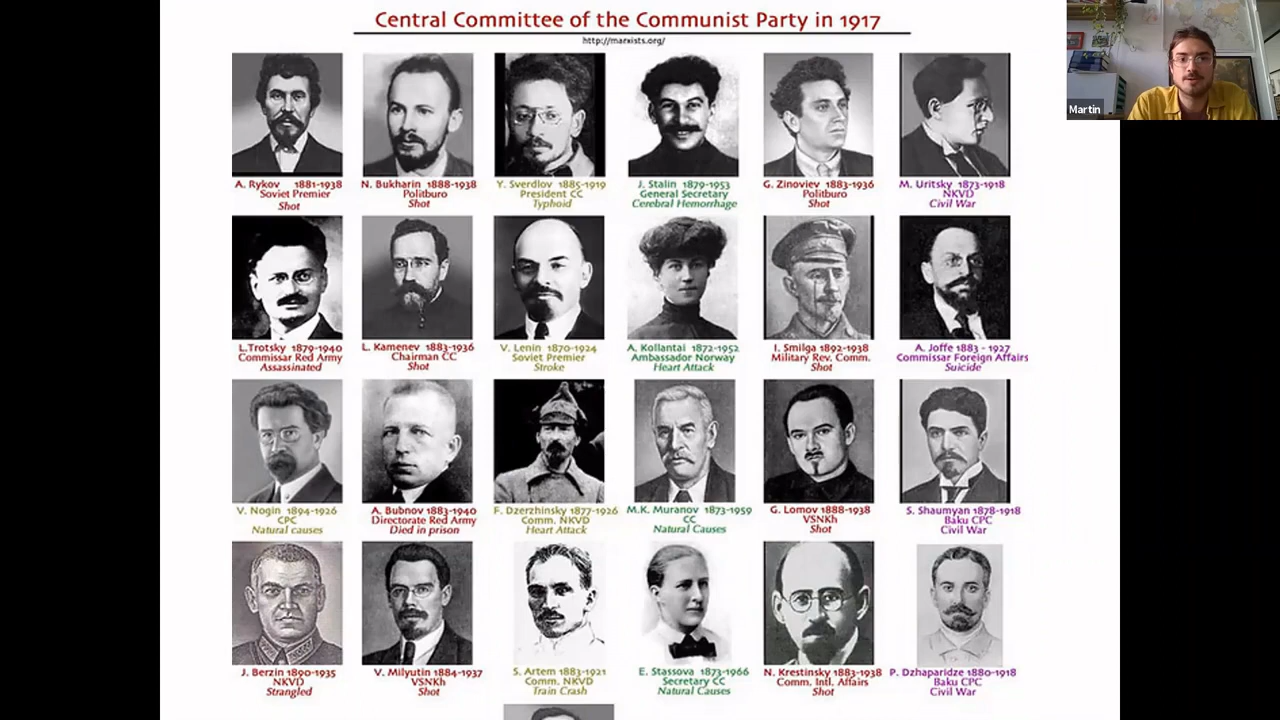 Central Committee of the Communist Party in 1917
http://marxists.org/
Martin
A. Rykov 1881-1938
Soviet Premier
Shot
N. Bukharin 1888-1938
Politburo
Shot
Y. Sverdlov 1885-1919
President CC
Typhoid
J. Stalin 1879-1953
General Secretary
Cerebral Hemorrhage
G. Zinoviev 1883-1936
Politburo
Shot
M. Uritsky 1873-1918
NKVD
Civil War
L.Trotsky 1879-1940
Commissar Red Army
Assassinated
L. Kamenev 1883-1936
Chairman CC
Shot
V. Lenin 1870-1924
Soviet Premier
Stroke
A. Kollantai 1872-1952
Ambassador Norway
Heart Attack
I. Smilga 1892-1938
Military Rev. Comm.
Shot
A. Joffe 1883 - 1927
Commissar Foreign Affairs
Suicide
V. Nogin 1894-1926
CPC
Natural causes
A. Bubnov 1883-1940
Directorate Red Army
Died in prison
F. Dzerzhinsky 1877-1926
Comm. NKVD
Heart Attack
M.K. Muranov 1873-1959
CC
Natural Causes
G. Lomov 1888-1938
VSNKh
Shot
S. Shaumyan 1878-1918
Baku CPC
Civil War
J. Berzin 1890-1935
NKVD
Strangled
V. Milyutin 1884-1937
VSNKh
Shot
S. Artem 1883-1921
Comm. NKVD
Train Crash
E. Stassova 1873-1966
Secretary CC
Natural Causes
N. Krestinsky 1883-1938
Comm. Intl. Affairs
Shot
P. Dzhaparidze 1880-1918
Baku CPC
Civil War